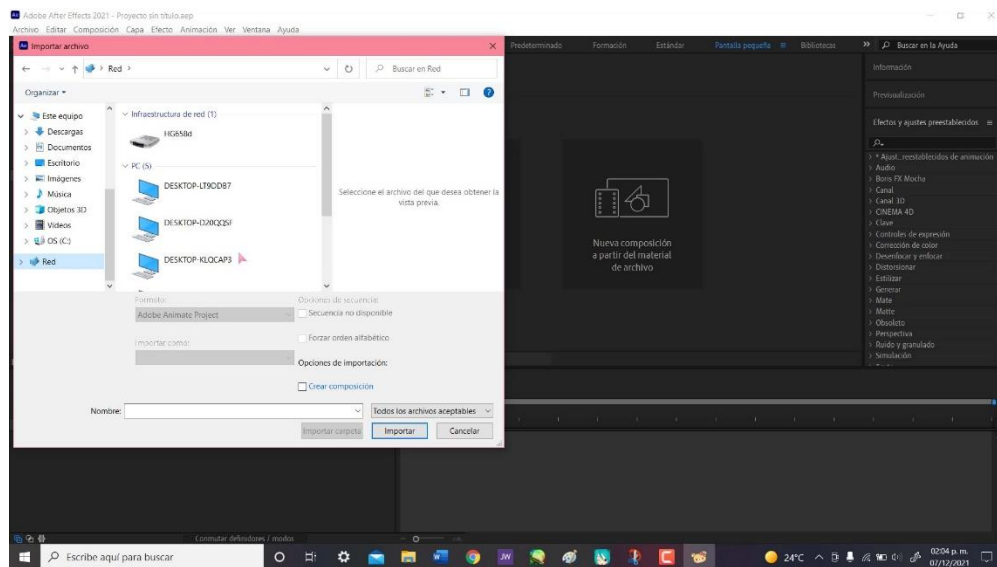 Adobe After Effects 2021 - Proyecto sin título.aep
Archivo Editar Composición Capa Efecto Animación Ver Ventana Ayuda
Importar archivo
Predeterminado Formación Estándar Pantalla pequeña Bibliotecas Buscar en la Ayuda
Red
Buscar en Red
Organizar
Este equipo
Descargas
Documentos
Escritorio
Imágenes
Música
Objetos 3D
Videos
OS (C:)
Red
Infraestructura de red (1)
HG658d
PC (5)
DESKTOP-LT9DDB7
DESKTOP-D20QQSF
DESKTOP-KLQCAP3
Seleccione el archivo del que desea obtener la
vista previa.
Formato:
Adobe Animate Project
Importar como:
Opciones de secuencia:
Secuencia no disponible
Forzar orden alfabético
Opciones de importación:
Crear composición
Nombre:
Todos los archivos aceptables
Importar carpeta Importar Cancelar
Nueva composición
a partir del material
de archivo
Información
Previsualización
Efectos y ajustes preestablecidos
* Ajust...reestablecidos de animación
Audio
Boris FX Mocha
Canal
Canal 3D
CINEMA 4D
Clave
Controles de expresión
Corrección de color
Desenfocar y enfocar
Distorsionar
Estilizar
Generar
Mate
Matte
Obsoleto
Perspectiva
Ruido y granulado
Simulación
Conmutar definidores / modos
Escribe aquí para buscar
JW
24°C
02:04 p. m.
07/12/2021